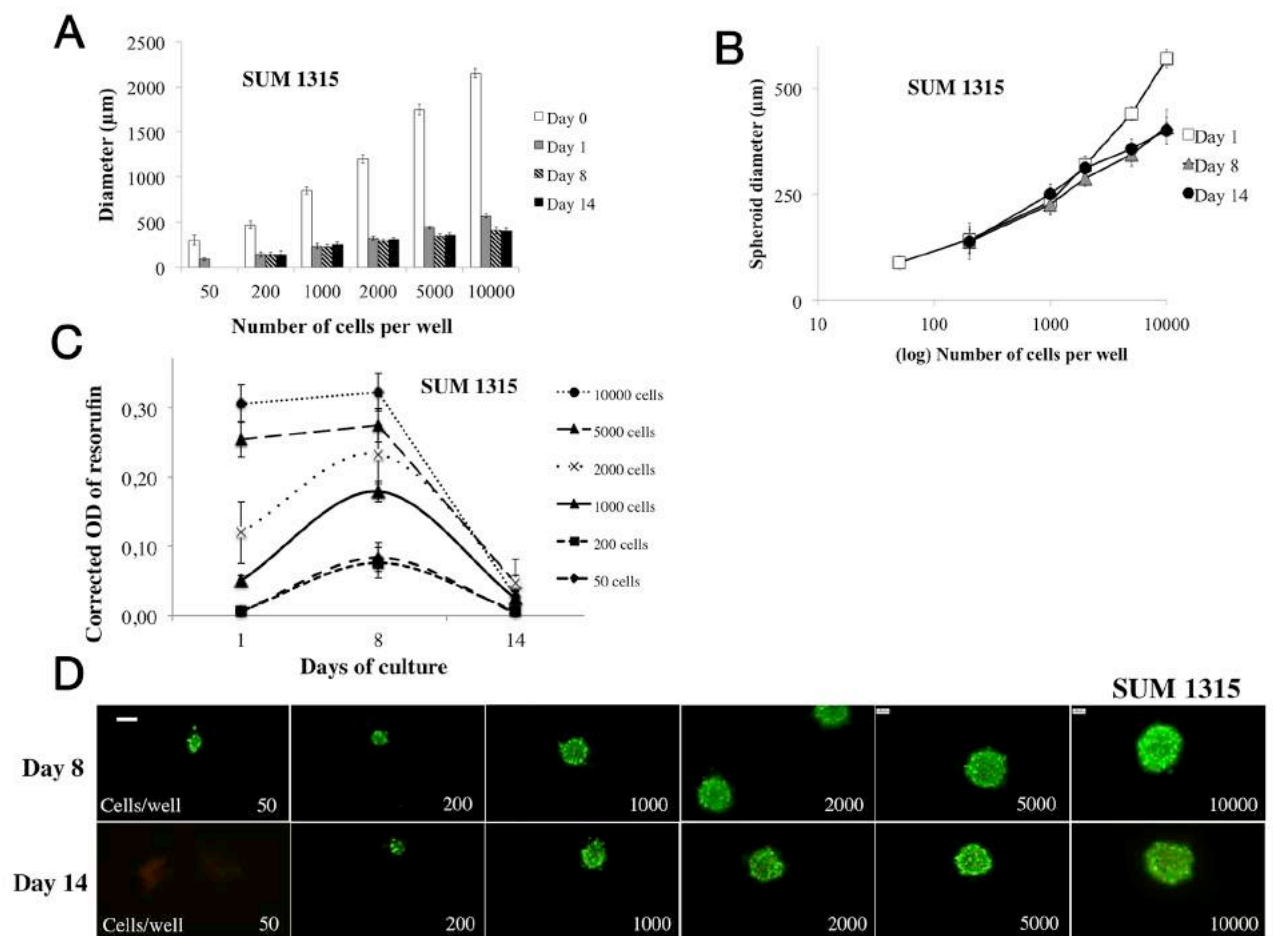 A
SUM 1315
Diameter (µm)
2500
2000
1500
1000
500
0
50 200 1000 2000 5000 10000
Number of cells per well
Day 0
Day 1
Day 8
Day 14
B
SUM 1315
Spheroid diameter (µm)
500
250
0
10 100 1000 10000
(log) Number of cells per well
Day 1
Day 8
Day 14
C
SUM 1315
Corrected OD of resorufin
0,30
0,20
0,10
0,00
1 8 14
Days of culture
10000 cells
5000 cells
2000 cells
1000 cells
200 cells
50 cells
D
SUM 1315
Day 8
Cells/well 50 200 1000 2000 5000 10000
Day 14
Cells/well 50 200 1000 2000 5000 10000